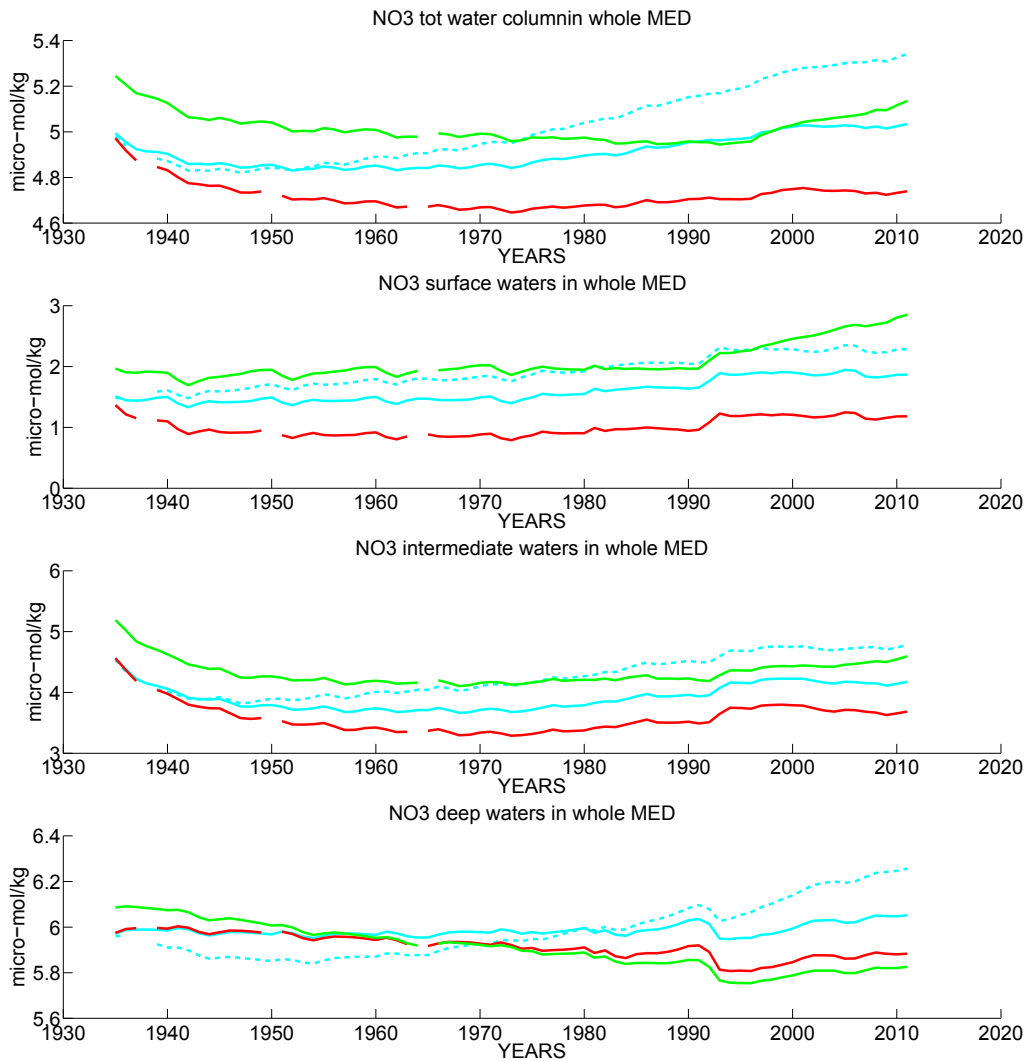 NO3 tot water columnin whole MED
micro-mol/kg
5.4
5.2
5
4.8
4.6
1930 1940 1950 1960 1970 1980 1990 2000 2010 2020
YEARS
NO3 surface waters in whole MED
micro-mol/kg
3
2
1
0
1930 1940 1950 1960 1970 1980 1990 2000 2010 2020
YEARS
NO3 intermediate waters in whole MED
micro-mol/kg
6
5
4
3
1930 1940 1950 1960 1970 1980 1990 2000 2010 2020
YEARS
NO3 deep waters in whole MED
micro-mol/kg
6.4
6.2
6
5.8
5.6
1930 1940 1950 1960 1970 1980 1990 2000 2010 2020
YEARS